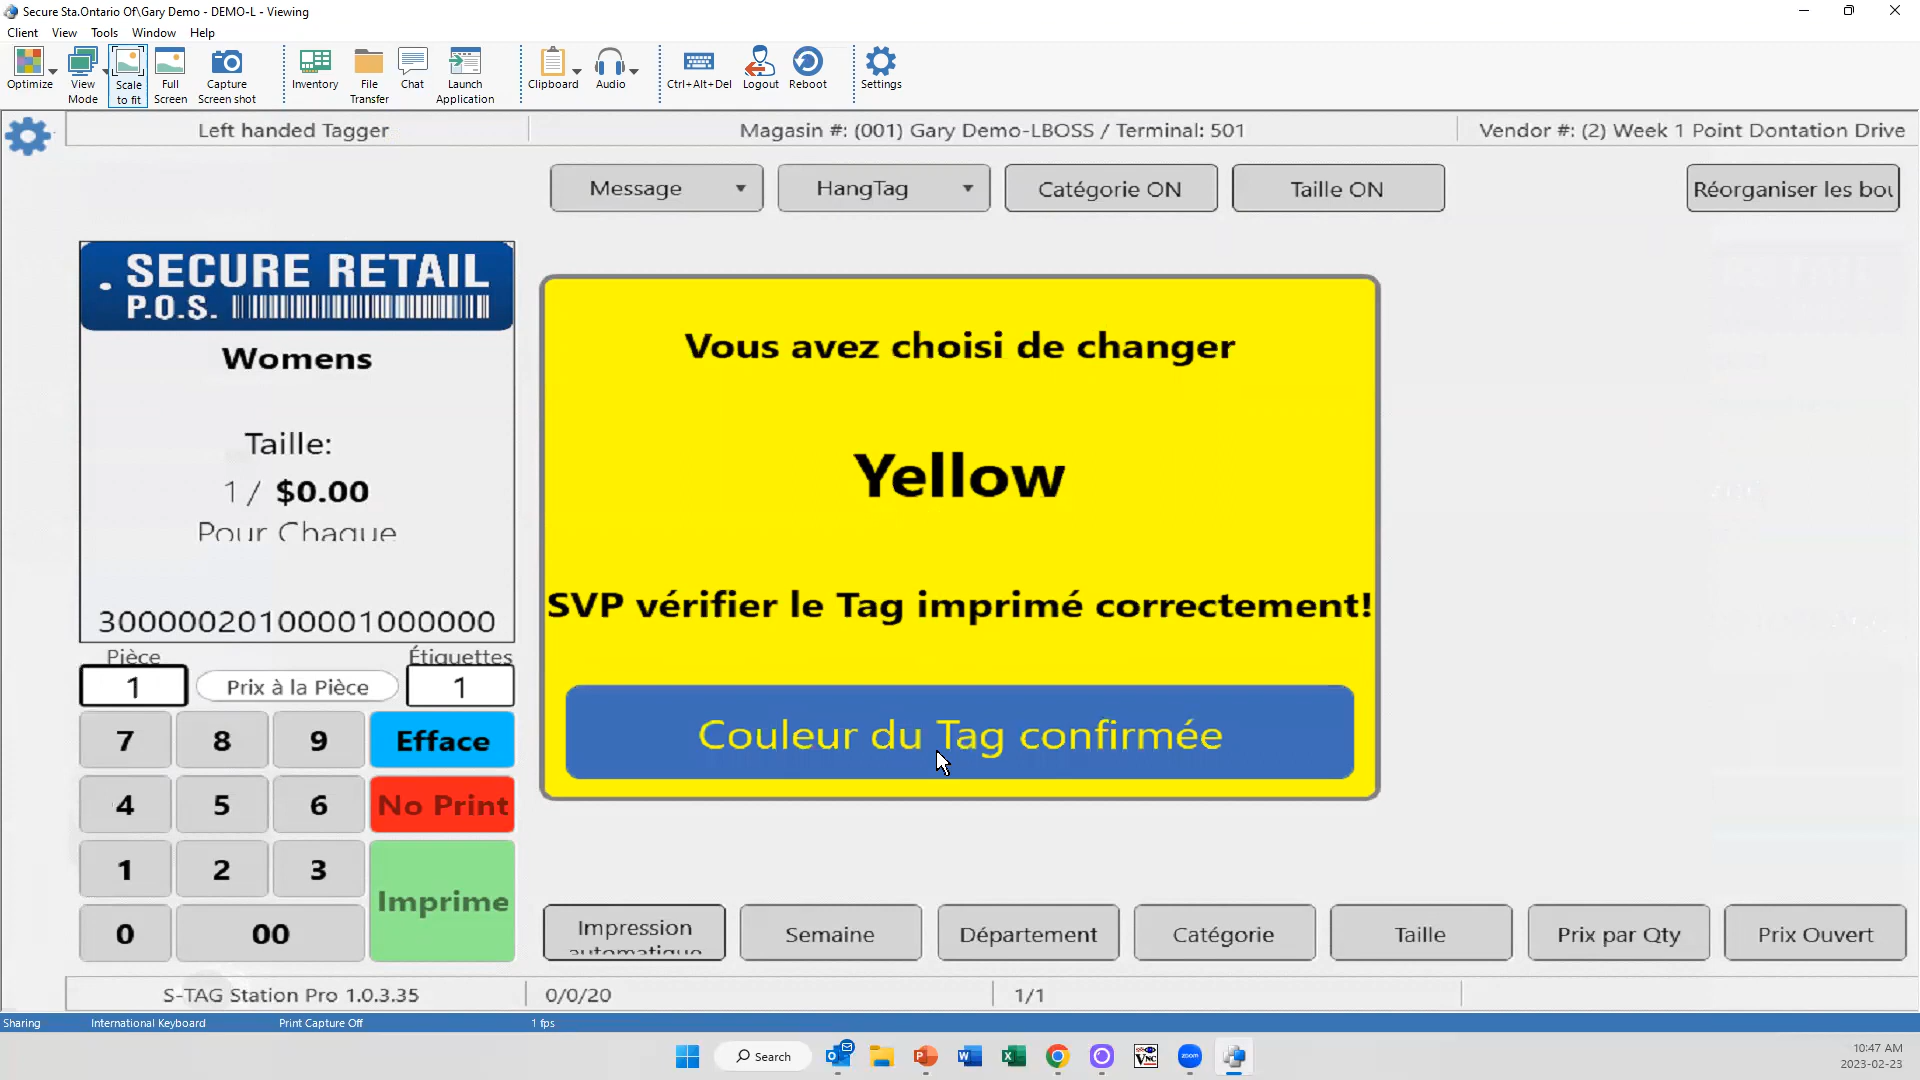 Secure Sta.Ontario Of\Gary Demo - DEMO-L - Viewing
Client View Tools Window Help
Optimize
View Mode
Scale to fit
Full Screen
Capture Screen shot
Inventory
File Transfer
Chat
Launch Application
Clipboard
Audio
Ctrl+Alt+Del
Logout
Reboot
Settings
Left handed Tagger
Magasin #: (001) Gary Demo-LBOSS / Terminal: 501
Vendor #: (2) Week 1 Point Dontation Drive
Message
HangTag
Catégorie ON
Taille ON
Réorganiser les bou
. SECURE RETAIL
P.O.S.
Womens
Taille:
1 / $0.00
Pour Chaque
30000020100001000000
Pièce
Étiquettes
1
Prix à la Pièce
1
7 8 9 Efface
4 5 6 No Print
1 2 3 Imprime
0 00
Vous avez choisi de changer
Yellow
SVP vérifier le Tag imprimé correctement!
Couleur du Tag confirmée
Impression
automatique
Semaine
Département
Catégorie
Taille
Prix par Qty
Prix Ouvert
S-TAG Station Pro 1.0.3.35
0/0/20
1/1
Sharing
International Keyboard
Print Capture Off
1 fps
Search
zoom
10:47 AM
2023-02-23